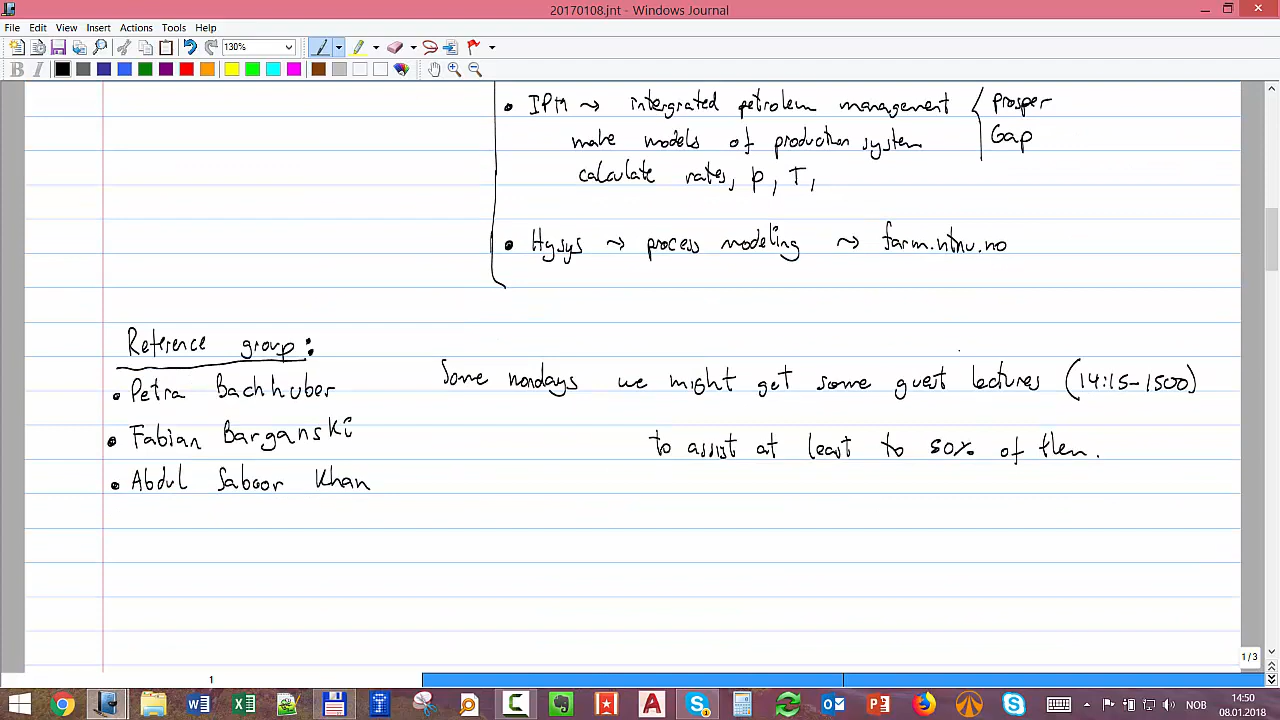 20170108.jnt - Windows Journal
File Edit View Insert Actions Tools Help
130%
• IPM → intergrated petroleum management { Prosper
Gap
make models of production system
calculate rates, p, T,
• Hysys → process modeling → farm.ntnu.no
Reference group:
• Petra Bachhuber
• Fabian Barganski
• Abdul Saboor Khan
Some mondays we might get some guest lectures (14:15-1500)
to assist at least to 50% of them.
1/3
1
NOB
14:50
08.01.2018